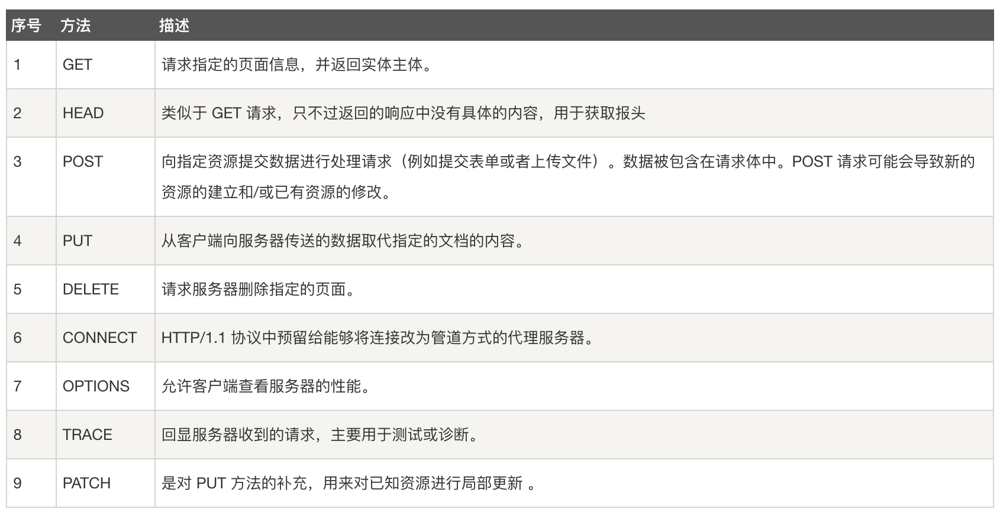 序号 方法 描述
1 GET 请求指定的页面信息，并返回实体主体。
2 HEAD 类似于 GET 请求，只不过返回的响应中没有具体的内容，用于获取报头
3 POST 向指定资源提交数据进行处理请求（例如提交表单或者上传文件）。数据被包含在请求体中。POST 请求可能会导致新的
资源的建立和/或已有资源的修改。
4 PUT 从客户端向服务器传送的数据取代指定的文档的内容。
5 DELETE 请求服务器删除指定的页面。
6 CONNECT HTTP/1.1 协议中预留给能够将连接改为管道方式的代理服务器。
7 OPTIONS 允许客户端查看服务器的性能。
8 TRACE 回显服务器收到的请求，主要用于测试或诊断。
9 PATCH 是对 PUT 方法的补充，用来对已知资源进行局部更新 。